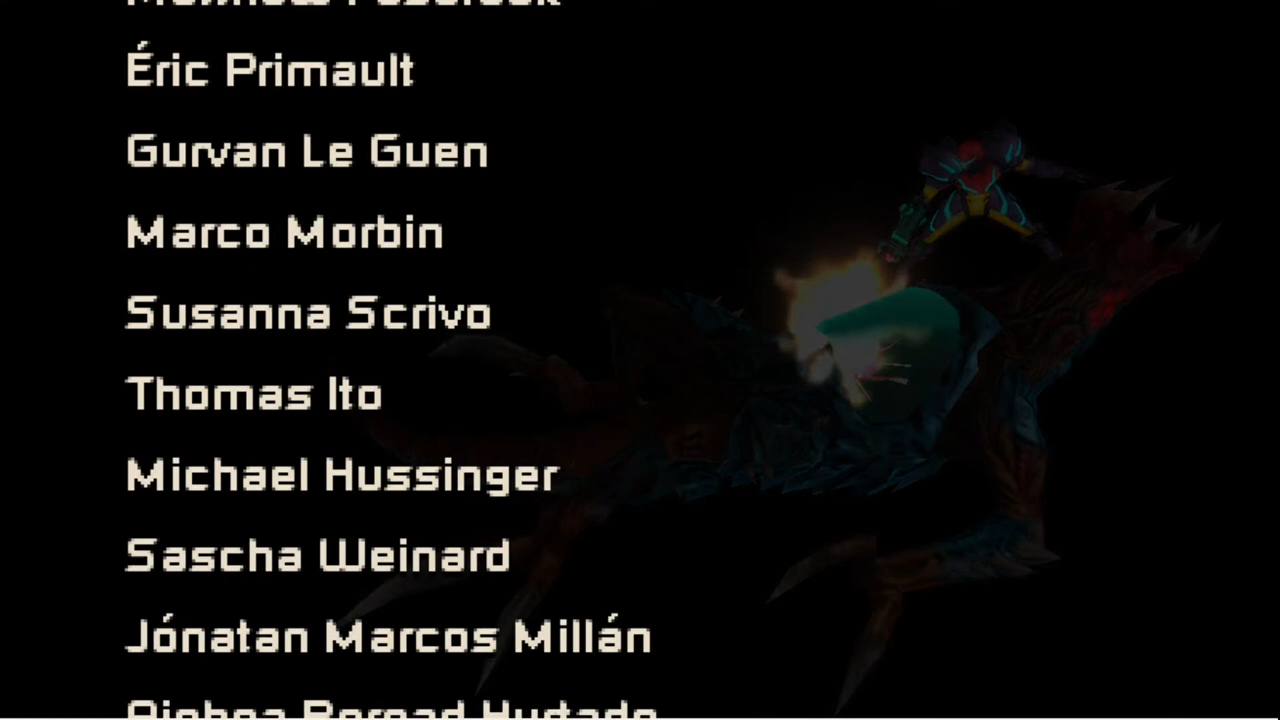 Éric Primault
Gurvan Le Guen
Marco Morbin
Susanna Scrivo
Thomas Ito
Michael Hussinger
Sascha Weinard
Jónatan Marcos Millán